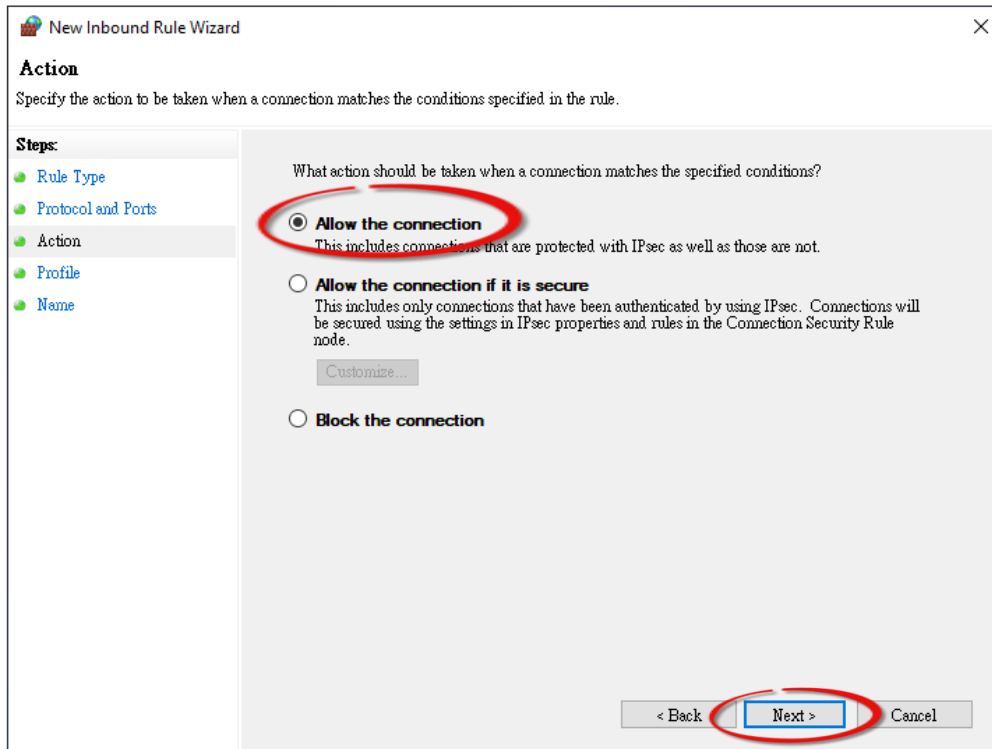 New Inbound Rule Wizard
Action
Specify the action to be taken when a connection matches the conditions specified in the rule.
Steps:
Rule Type
Protocol and Ports
Action
Profile
Name
What action should be taken when a connection matches the specified conditions?
Allow the connection
This includes connections that are protected with IPsec as well as those are not.
Allow the connection if it is secure
This includes only connections that have been authenticated by using IPsec. Connections will
be secured using the settings in IPsec properties and rules in the Connection Security Rule
node.
Customize...
Block the connection
< Back
Next >
Cancel